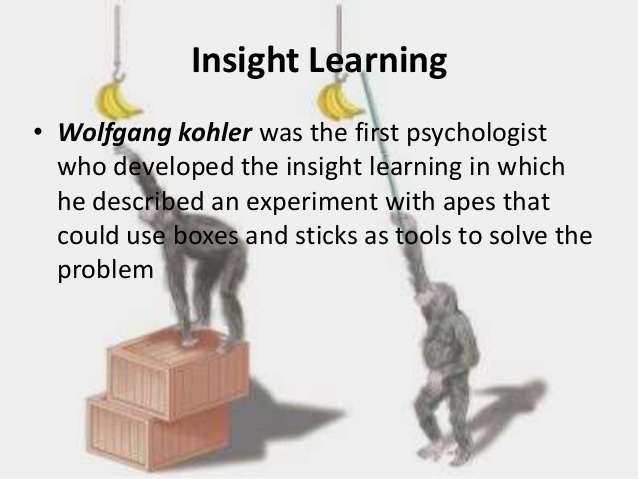 Insight Learning
• Wolfgang kohler was the first psychologist
who developed the insight learning in which
he described an experiment with apes that
could use boxes and sticks as tools to solve the
problem